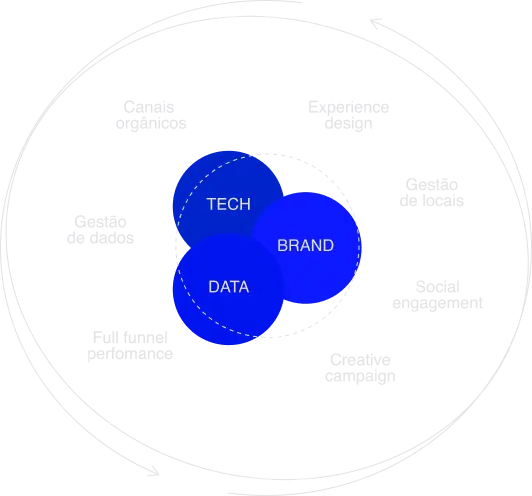 Canais
orgânicos
Experience
design
Gestão
de locais
TECH
Gestão
de dados
BRAND
DATA
Social
engagement
Full funnel
perfomance
Creative
campaign